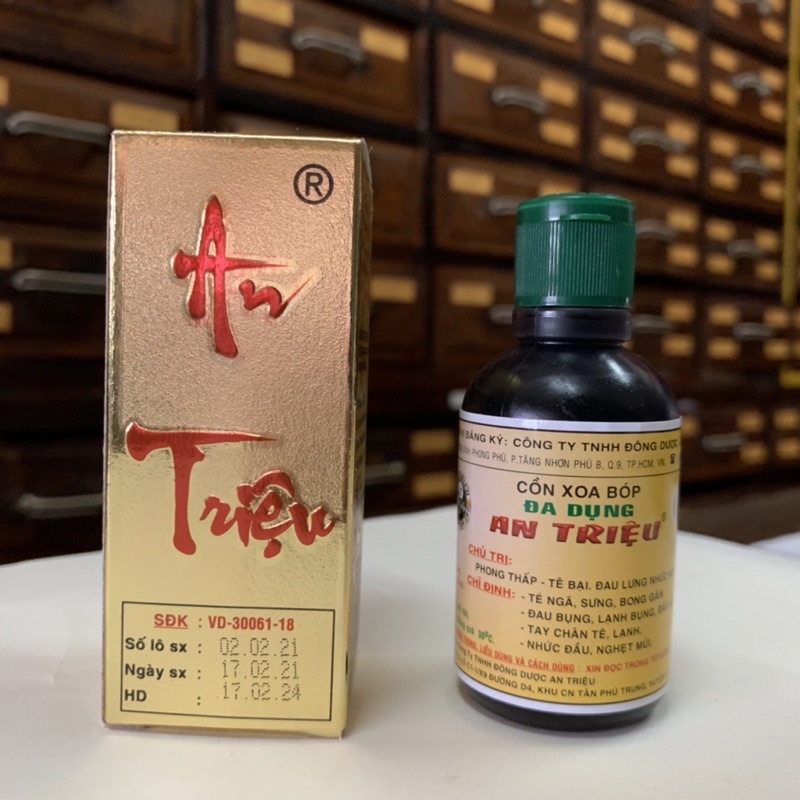 ®
An
Triệu
SĐK : VD-30061-18
Số lô sx : 02.02.21
Ngày sx : 17.02.21
HD : 17.02.24
ĐĂNG KÝ: CÔNG TY TNHH ĐÔNG DƯỢC
PHONG PHÚ, P.TĂNG NHƠN PHÚ B, Q.9, TP.HCM, VN.
CỒN XOA BÓP
ĐA DỤNG
AN TRIỆU®
CHỦ TRỊ:
PHONG THẤP - TÊ BẠI. ĐAU LƯNG NHỨC
CHỈ ĐỊNH: - TÉ NGÃ, SƯNG, BONG GÂN
- ĐAU BỤNG, LẠNH BỤNG,
- TAY CHÂN TÊ, LẠNH.
- NHỨC ĐẦU, NGHẸT MŨI.
quá 30°C.
LIỀU DÙNG VÀ CÁCH DÙNG : XIN ĐỌC TRONG
TY TNHH ĐÔNG DƯỢC AN TRIỆU
ĐƯỜNG D4, KHU CN TÂN PHÚ TRUNG,